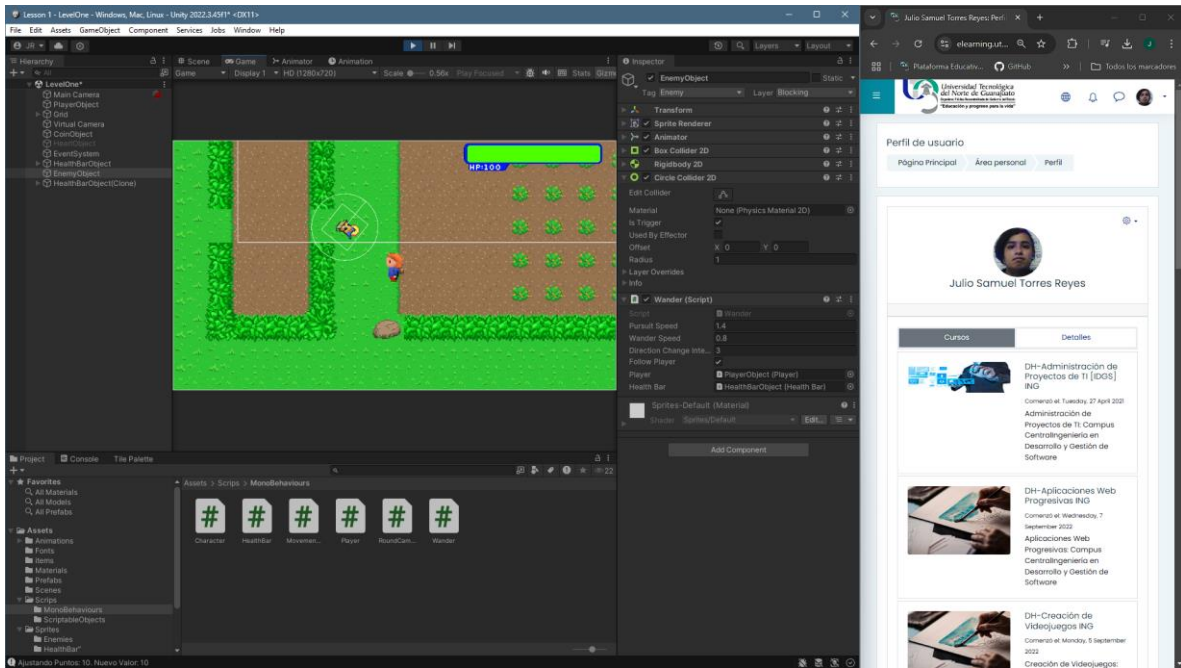 Lesson 1 - LevelOne - Windows, Mac, Linux - Unity 2022.3.45f1* <DX11>
File Edit Assets GameObject Component Services Jobs Window Help
JR
Layers Layout
Hierarchy
All
LevelOne*
Main Camera
PlayerObject
Grid
Virtual Camera
CoinObject
HeartObject
EventSystem
HealthBarObject
EnemyObject
HealthBarObject(Clone)
Scene Game Animator Animation
Game Display 1 HD (1280x720) Scale 0.56x Play Focused Stats Gizm
HP:100
Inspector
EnemyObject Static
Tag Enemy Layer Blocking
Transform
Sprite Renderer
Animator
Box Collider 2D
Rigidbody 2D
Circle Collider 2D
Edit Collider
Material None (Physics Material 2D)
Is Trigger
Used By Effector
Offset X 0 Y 0
Radius 1
Layer Overrides
Info
Wander (Script)
Script Wander
Pursuit Speed 1.4
Wander Speed 0.8
Direction Change Inte... 3
Follow Player
Player PlayerObject (Player)
Health Bar HealthBarObject (Health Bar)
Sprites-Default (Material)
Shader Sprites/Default Edit...
Add Component
Project Console Tile Palette
22
Favorites
All Materials
All Models
All Prefabs
Assets
Animations
Fonts
Items
Materials
Prefabs
Scenes
Scrips
MonoBehaviours
ScriptableObjects
Sprites
Enemies
HealthBar"
Assets > Scrips > MonoBehaviours
# # # # # #
Character HealthBar Movemen... Player RoundCam... Wander
Ajustando Puntos: 10. Nuevo Valor: 10
Julio Samuel Torres Reyes: Perfi
elearning.ut...
Plataforma Educativ... GitHub Todos los marcadores
Universidad Tecnológica
del Norte de Guanajuato
"Educación y progreso para la vida"
Perfil de usuario
Página Principal Área personal Perfil
Julio Samuel Torres Reyes
Cursos Detalles
DH-Administración de
Proyectos de TI [IDGS]
ING
Comenzó el: Tuesday, 27 April 2021
Administración de
Proyectos de TI: Campus
CentralIngeniería en
Desarrollo y Gestión de
Software
DH-Aplicaciones Web
Progresivas ING
Comenzó el: Wednesday, 7
September 2022
Aplicaciones Web
Progresivas: Campus
CentralIngeniería en
Desarrollo y Gestión de
Software
DH-Creación de
Videojuegos ING
Comenzó el: Monday, 5 September
2022
Creación de Videojuegos: